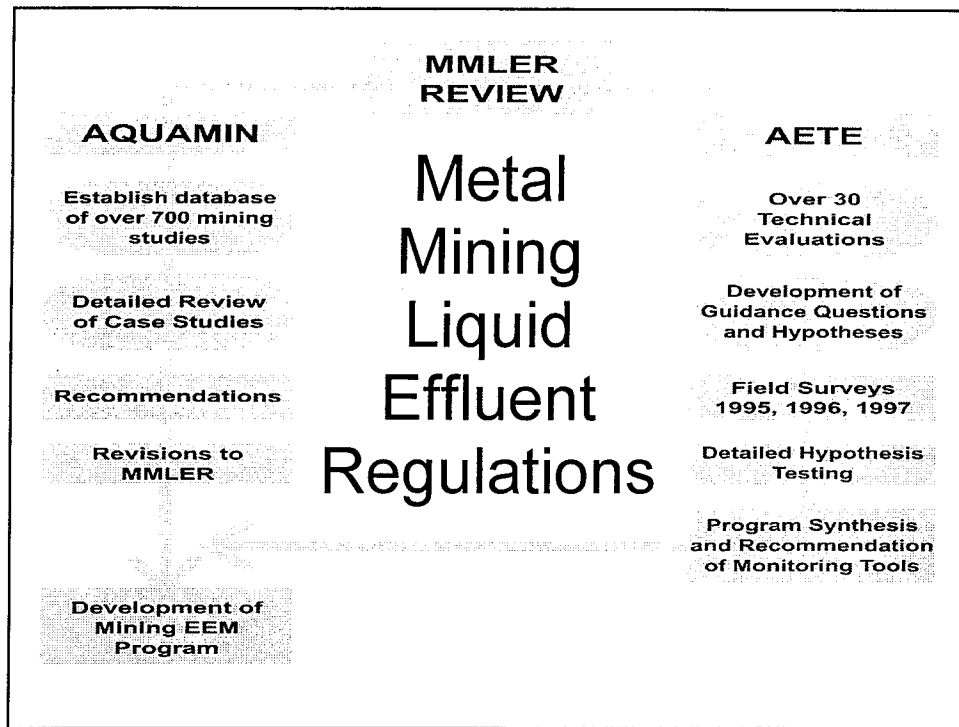 MMLER
REVIEW
AQUAMIN
Establish database
of over 700 mining
studies
Detailed Review
of Case Studies
Recommendations
Revisions to
MMLER
Development of
Mining EEM
Program
Metal
Mining
Liquid
Effluent
Regulations
AETE
Over 30
Technical
Evaluations
Development of
Guidance Questions
and Hypotheses
Field Surveys
1995, 1996, 1997
Detailed Hypothesis
Testing
Program Synthesis
and Recommendation
of Monitoring Tools